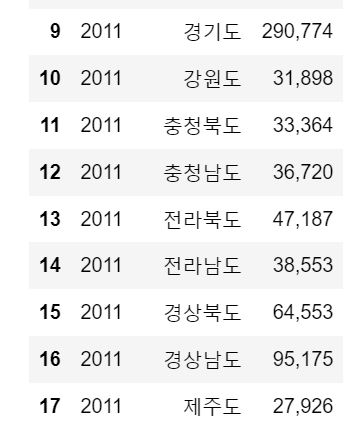 9 2011 경기도 290,774
10 2011 강원도 31,898
11 2011 충청북도 33,364
12 2011 충청남도 36,720
13 2011 전라북도 47,187
14 2011 전라남도 38,553
15 2011 경상북도 64,553
16 2011 경상남도 95,175
17 2011 제주도 27,926